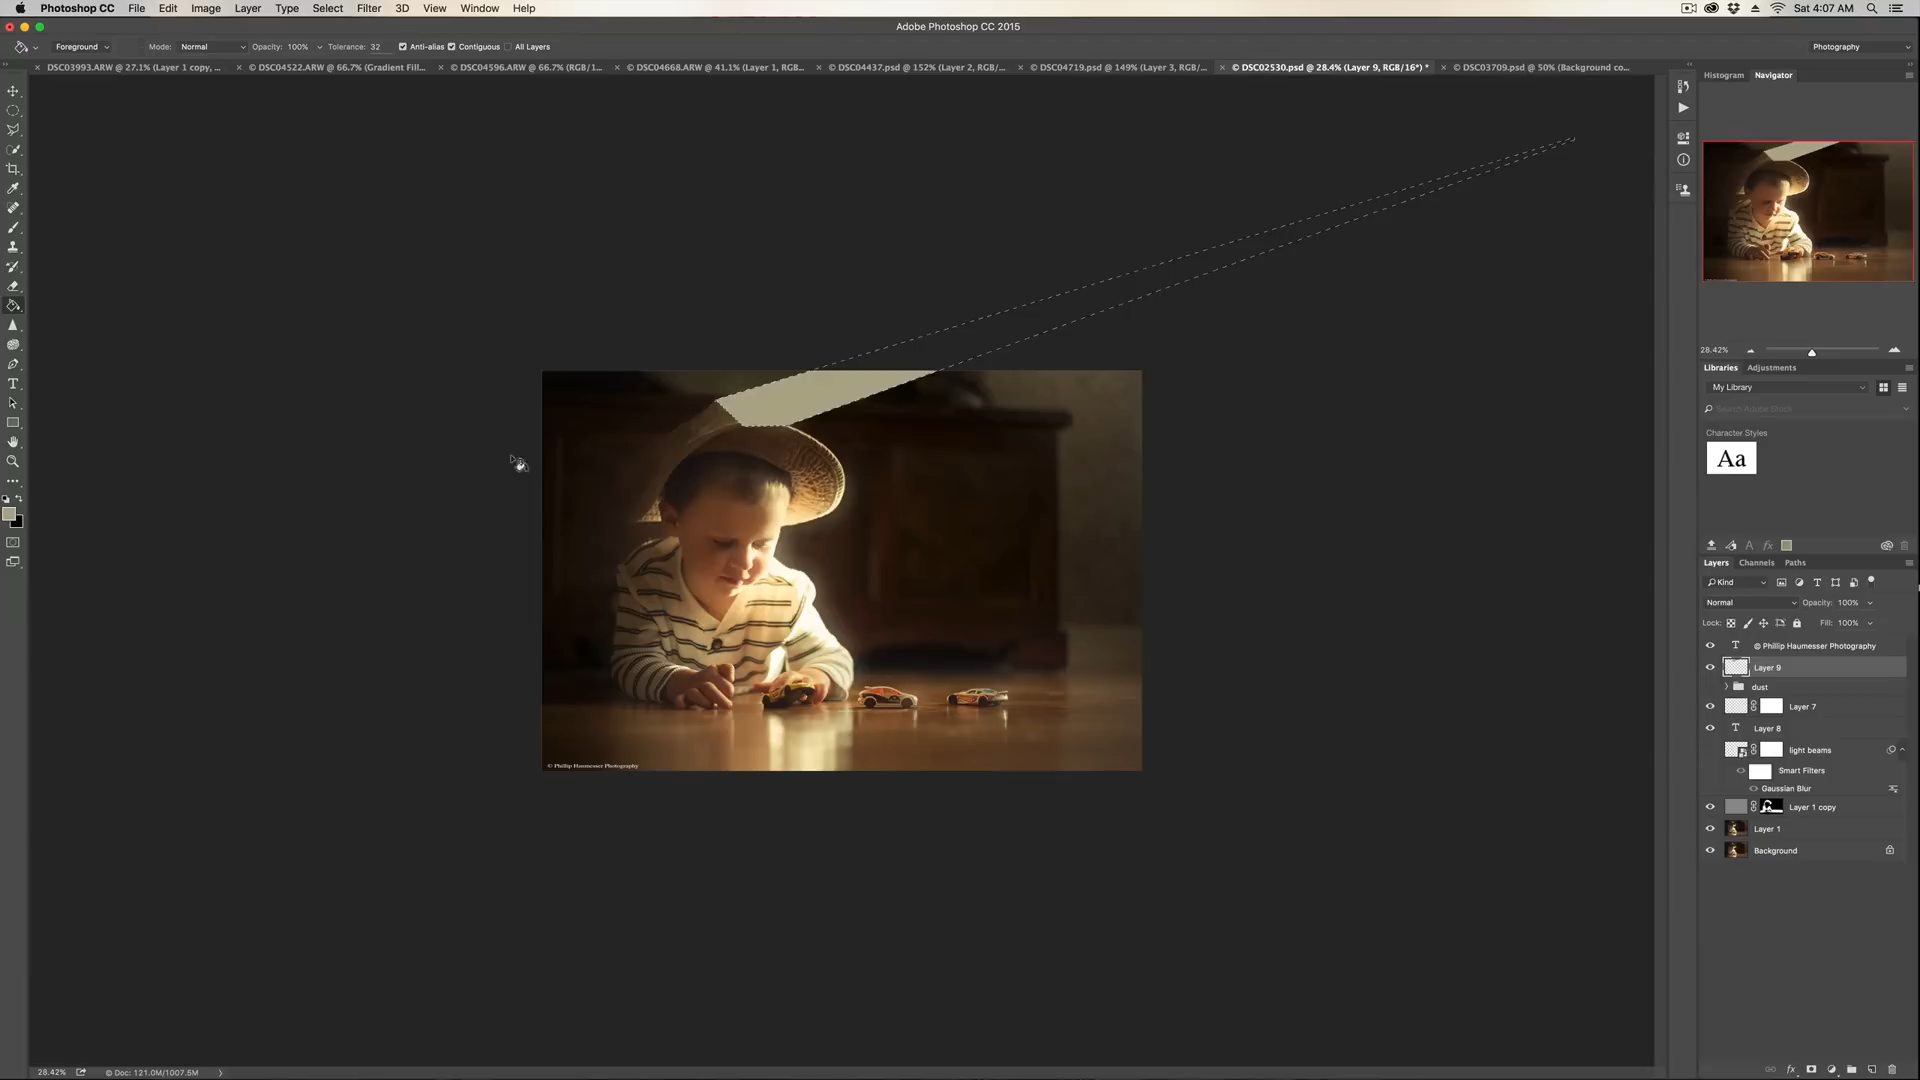 Photoshop CC File Edit Image Layer Type Select Filter 3D View Window Help Sat 4:07 AM
Adobe Photoshop CC 2015
Foreground Mode: Normal Opacity: 100% Tolerance: 32 Anti-alias Contiguous All Layers Photography
DSC03993.ARW @ 27.1% (Layer 1 copy, ... © DSC04522.ARW @ 66.7% (Gradient Fill... © DSC04596.ARW @ 66.7% (RGB/1... © DSC04668.ARW @ 41.1% (Layer 1, RGB... © DSC04437.psd @ 152% (Layer 2, RGB/... © DSC04719.psd @ 149% (Layer 3, RGB/... © DSC02530.psd @ 28.4% (Layer 9, RGB/16*) * © DSC03709.psd @ 50% (Background co...
Histogram Navigator
28.42%
Libraries Adjustments
My Library
Search Adobe Stock
Character Styles
Aa
Layers Channels Paths
Kind
Normal Opacity: 100%
Lock: Fill: 100%
© Phillip Haumesser Photography
Layer 9
dust
Layer 7
Layer 8
light beams
Smart Filters
Gaussian Blur
Layer 1 copy
Layer 1
Background
© Phillip Haumesser Photography
28.42% © Doc: 121.0M/1007.5M